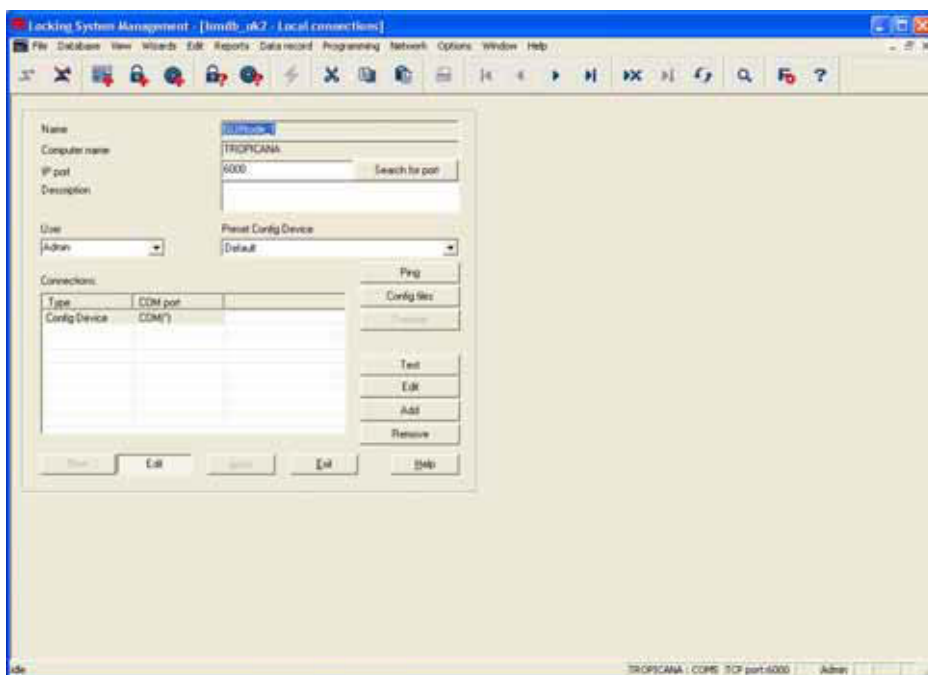 Locking System Management - [lsmdb_uk2 - Local connections]
File Database View Wizards Edit Reports Data record Programming Network Options Window Help
Name
Computer name TROPICANA
IP port 6000 Search for port
Description
User Preset Config Device
Admin Default
Connections:
Ping
Type COM port Config files
Config Device COM(*)
Test
Edit
Add
Remove
Edit Exit Help
idle TROPICANA : COM5 TCP port:6000 Admin